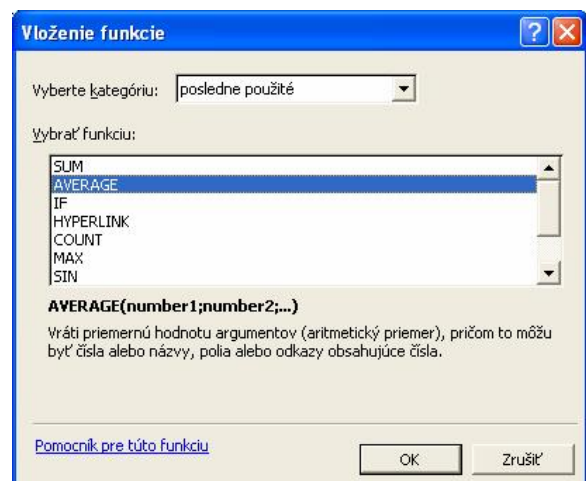 Vloženie funkcie
Vyberte kategóriu: posledne použité
Vybrať funkciu:
SUM
AVERAGE
IF
HYPERLINK
COUNT
MAX
SIN
AVERAGE(number1;number2;...)
Vráti priemernú hodnotu argumentov (aritmetický priemer), pričom to môžu
byť čísla alebo názvy, polia alebo odkazy obsahujúce čísla.
Pomocník pre túto funkciu
OK Zrušiť